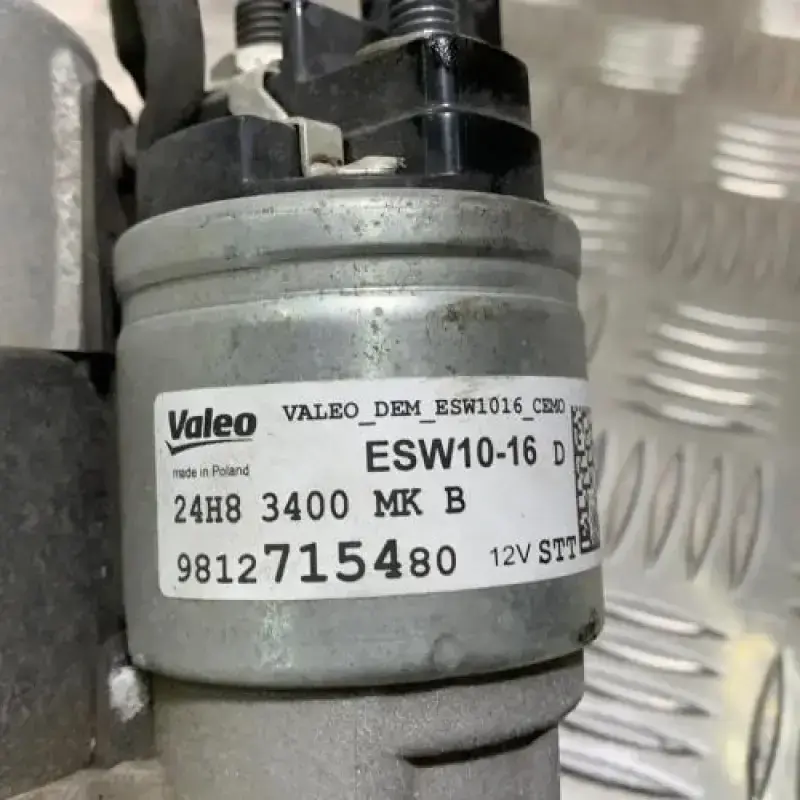 Valeo VALEO_DEM_ESW1016_CEMO
made in Poland ESW10-16 D
24H8 3400 MK B
9812715480 12V STT